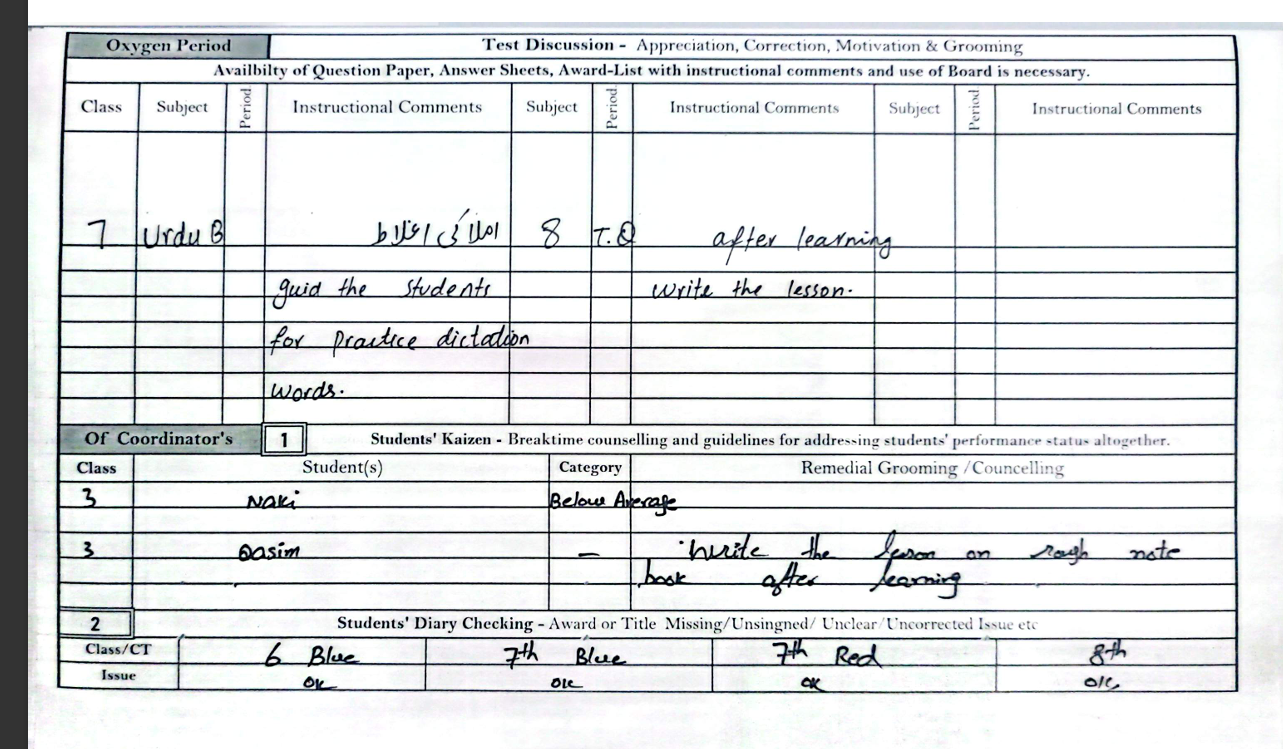 Oxygen Period Test Discussion - Appreciation, Correction, Motivation & Grooming
Availbilty of Question Paper, Answer Sheets, Award-List with instructional comments and use of Board is necessary.
Class Subject Period Instructional Comments Subject Period Instructional Comments Subject Period Instructional Comments
7 Urdu B املا کی اغلاط 8 T.Q after learning
guid the students write the lesson.
for practice dictation
words.
Of Coordinator's 1 Students' Kaizen - Breaktime counselling and guidelines for addressing students' performance status altogether.
Class Student(s) Category Remedial Grooming /Councelling
3 Naki Below Average
3 Qasim — write the lesson on rough note
book after learning
2 Students' Diary Checking - Award or Title Missing/Unsingned/ Unclear/Uncorrected Issue etc
Class/CT 6 Blue 7th Blue 7th Red 8th
Issue ok ok ok ok